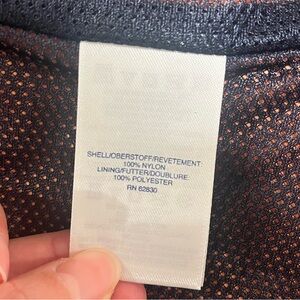 SHELL/OBERSTOFF/REVETEMENT
100% NYLON
LINING/FUTTER/DOUBLURE
100% POLYESTER
RN 62830